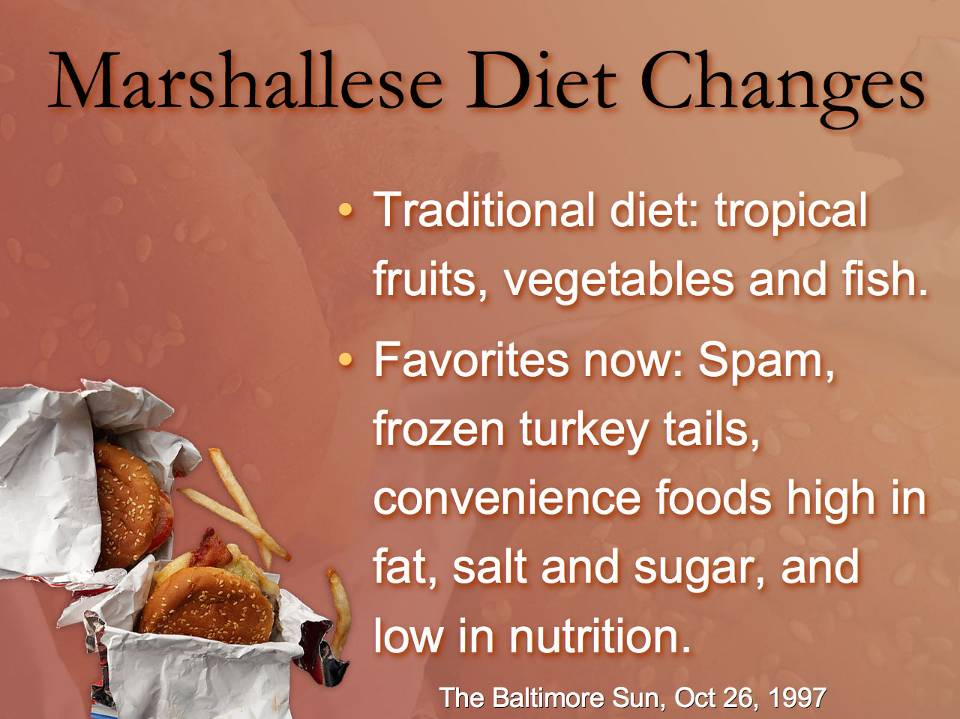 Marshallese Diet Changes
• Traditional diet: tropical
fruits, vegetables and fish.
• Favorites now: Spam,
frozen turkey tails,
convenience foods high in
fat, salt and sugar, and
low in nutrition.
The Baltimore Sun, Oct 26, 1997